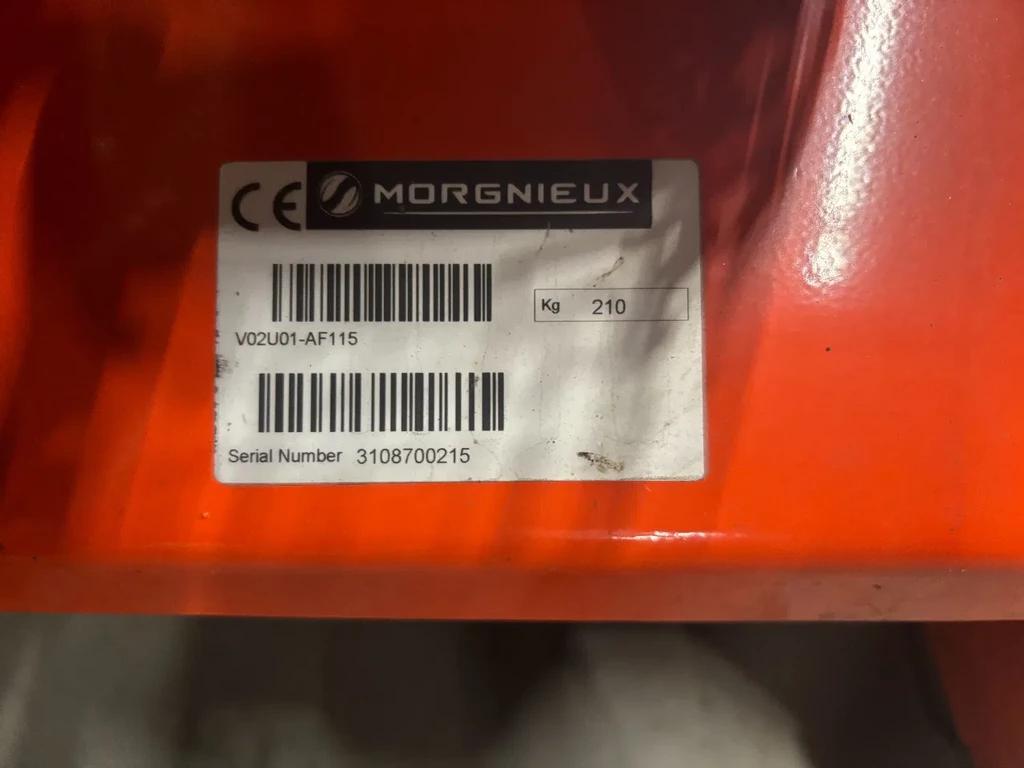 CE MORGNIEUX
Kg 210
V02U01-AF115
Serial Number 3108700215